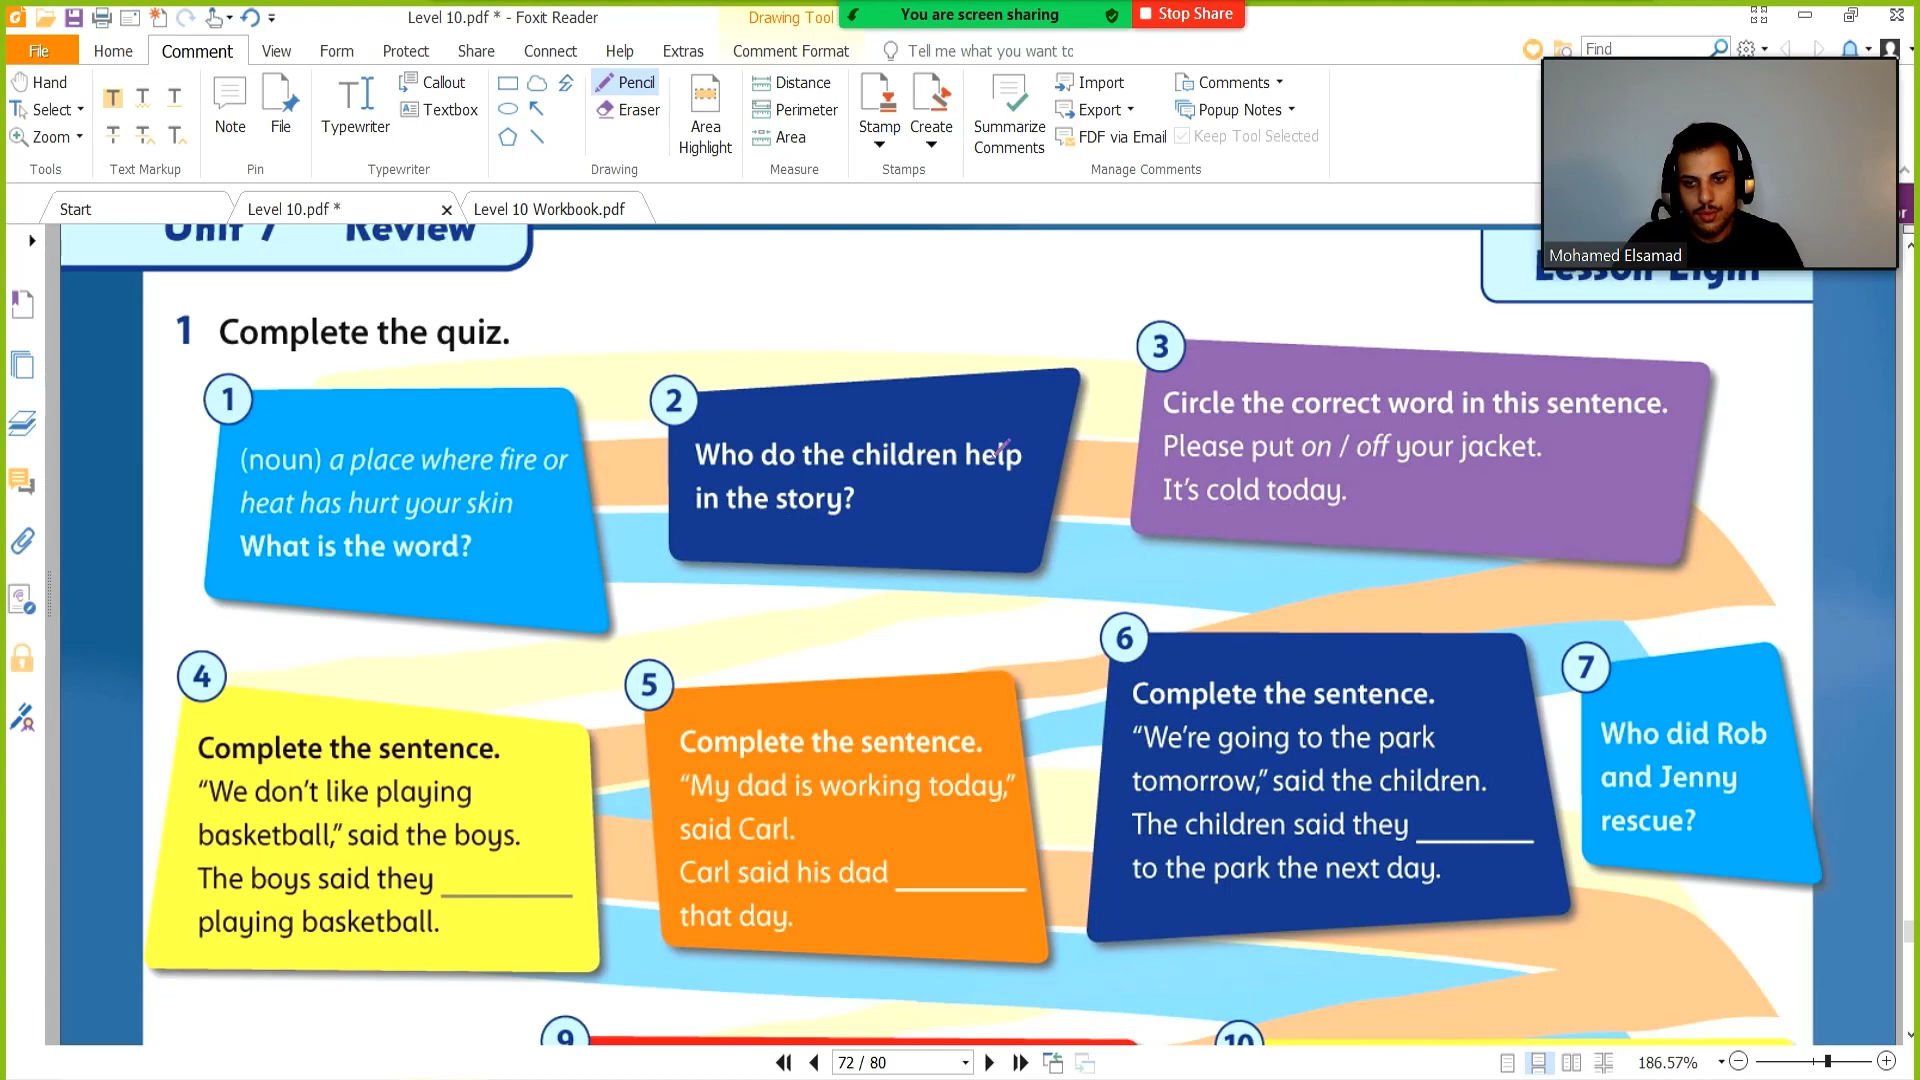 Level 10.pdf * - Foxit Reader
Drawing Tool
You are screen sharing
Stop Share
File
Home
Comment
View
Form
Protect
Share
Connect
Help
Extras
Comment Format
Tell me what you want to
Find
Hand
Select
Zoom
Tools
Text Markup
Note
File
Pin
Typewriter
Callout
Textbox
Typewriter
Pencil
Eraser
Drawing
Area
Highlight
Distance
Perimeter
Area
Measure
Stamp
Create
Stamps
Summarize
Comments
Import
Export
FDF via Email
Comments
Popup Notes
Keep Tool Selected
Manage Comments
Start
Level 10.pdf *
Level 10 Workbook.pdf
Mohamed Elsamad
Unit 7 Review
Lesson Eight
1 Complete the quiz.
1
(noun) a place where fire or
heat has hurt your skin
What is the word?
2
Who do the children help
in the story?
3
Circle the correct word in this sentence.
Please put on / off your jacket.
It's cold today.
4
Complete the sentence.
“We don't like playing
basketball,” said the boys.
The boys said they ________
playing basketball.
5
Complete the sentence.
“My dad is working today,”
said Carl.
Carl said his dad ________
that day.
6
Complete the sentence.
“We're going to the park
tomorrow,” said the children.
The children said they ________
to the park the next day.
7
Who did Rob
and Jenny
rescue?
9
10
72 / 80
186.57%